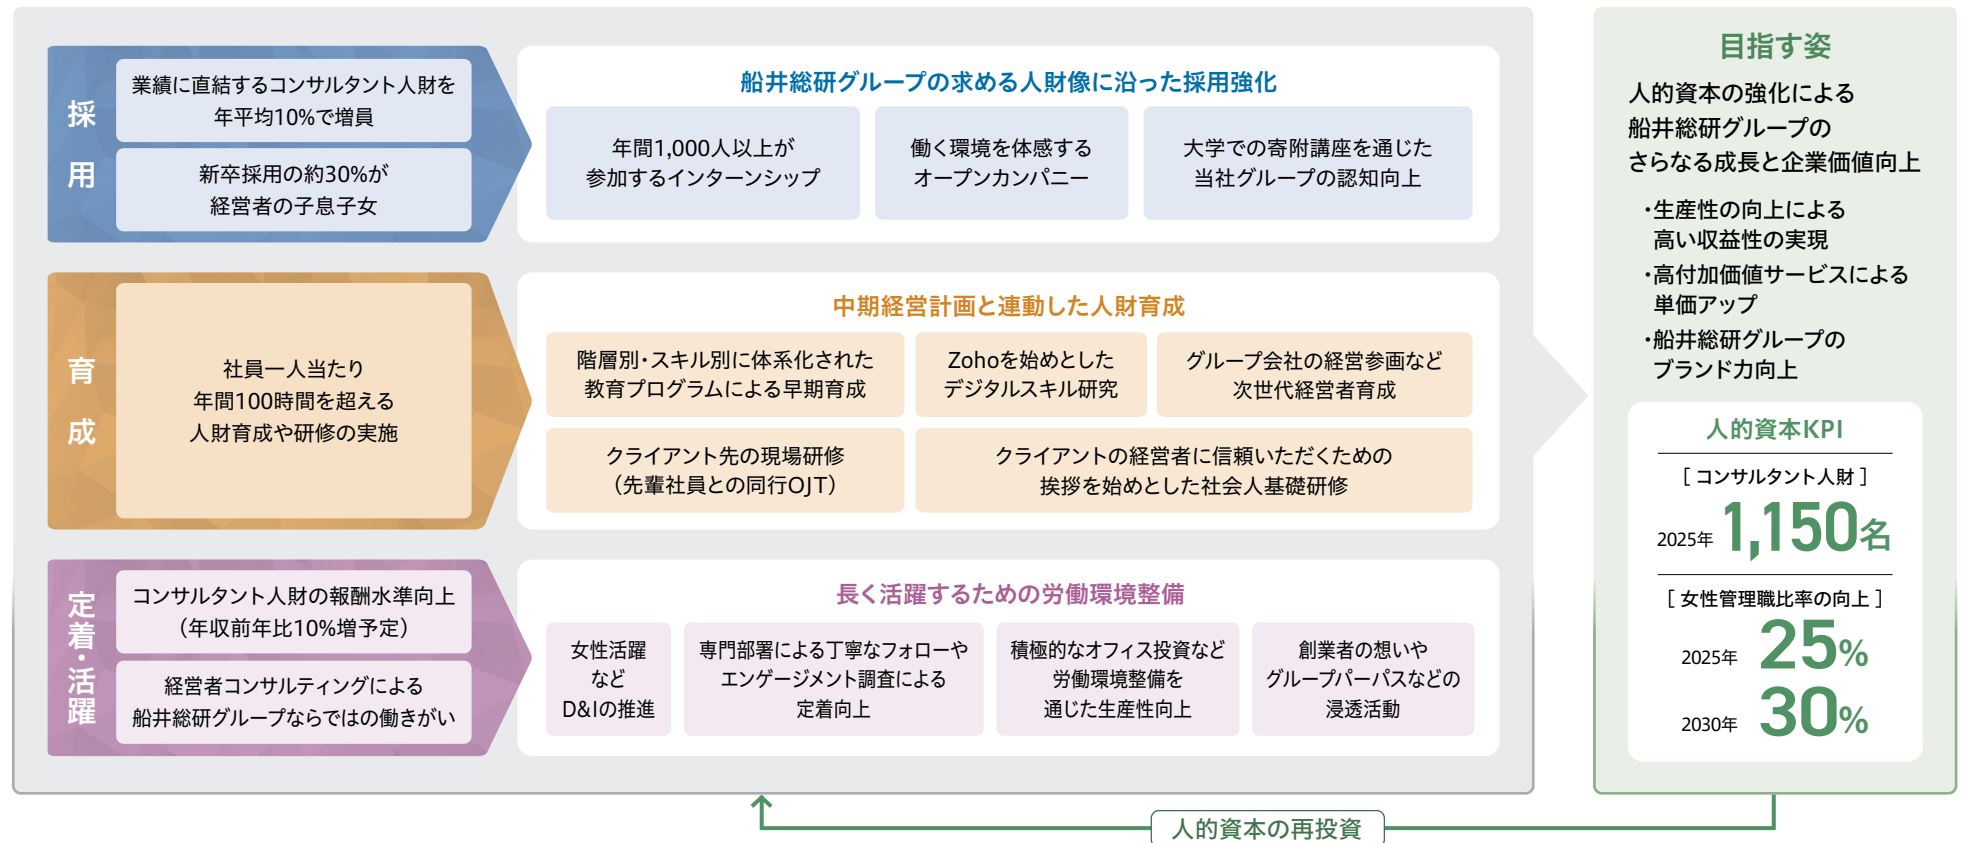 採用
業績に直結するコンサルタント人財を
年平均10%で増員
新卒採用の約30%が
経営者の子息子女
船井総研グループの求める人財像に沿った採用強化
年間1,000人以上が
参加するインターンシップ
働く環境を体感する
オープンカンパニー
大学での寄附講座を通じた
当社グループの認知向上
育成
社員一人当たり
年間100時間を超える
人財育成や研修の実施
中期経営計画と連動した人財育成
階層別・スキル別に体系化された
教育プログラムによる早期育成
Zohoを始めとした
デジタルスキル研究
グループ会社の経営参画など
次世代経営者育成
クライアント先の現場研修
（先輩社員との同行OJT）
クライアントの経営者に信頼いただくための
挨拶を始めとした社会人基礎研修
定着・活躍
コンサルタント人財の報酬水準向上
（年収前年比10%増予定）
経営者コンサルティングによる
船井総研グループならではの働きがい
長く活躍するための労働環境整備
女性活躍
など
D&Iの推進
専門部署による丁寧なフォローや
エンゲージメント調査による
定着向上
積極的なオフィス投資など
労働環境整備を
通じた生産性向上
創業者の想いや
グループパーパスなどの
浸透活動
目指す姿
人的資本の強化による
船井総研グループの
さらなる成長と企業価値向上
・生産性の向上による
高い収益性の実現
・高付加価値サービスによる
単価アップ
・船井総研グループの
ブランド力向上
人的資本KPI
［コンサルタント人財］
2025年 1,150名
［女性管理職比率の向上］
2025年 25%
2030年 30%
人的資本の再投資